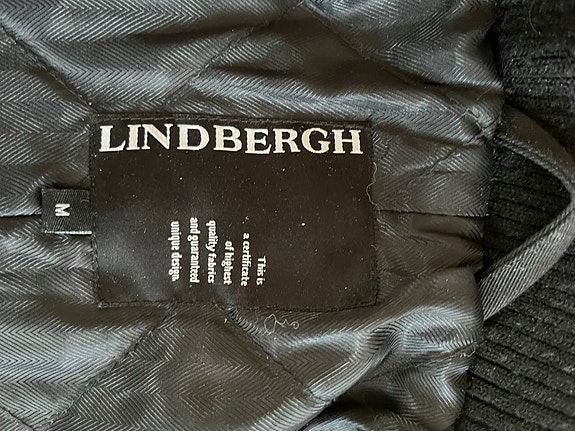 LINDBERGH
M
This is
a certificate
of highest
quality fabrics
and guaranteed
unique design.